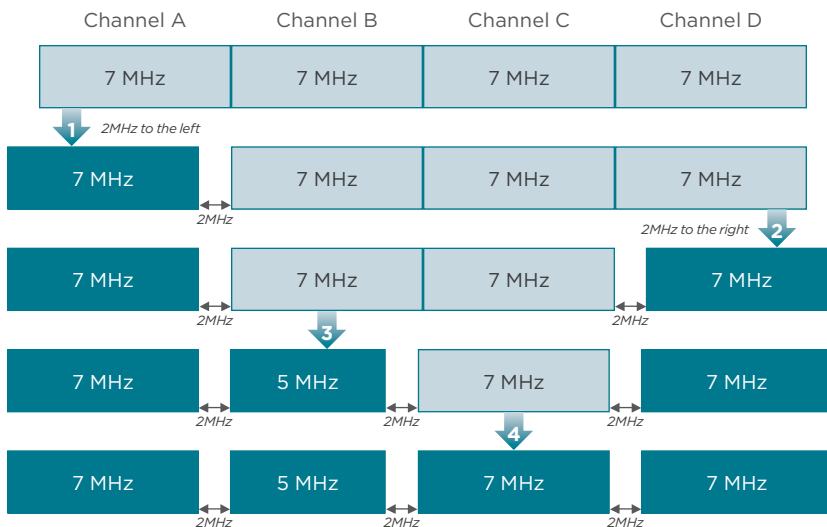 Channel A Channel B Channel C Channel D
7 MHz 7 MHz 7 MHz 7 MHz
1 2MHz to the left
7 MHz 7 MHz 7 MHz 7 MHz
2MHz
2MHz to the right 2
7 MHz 7 MHz 7 MHz 7 MHz
2MHz 2MHz
3
7 MHz 5 MHz 7 MHz 7 MHz
2MHz 2MHz 2MHz
4
7 MHz 5 MHz 7 MHz 7 MHz
2MHz 2MHz 2MHz